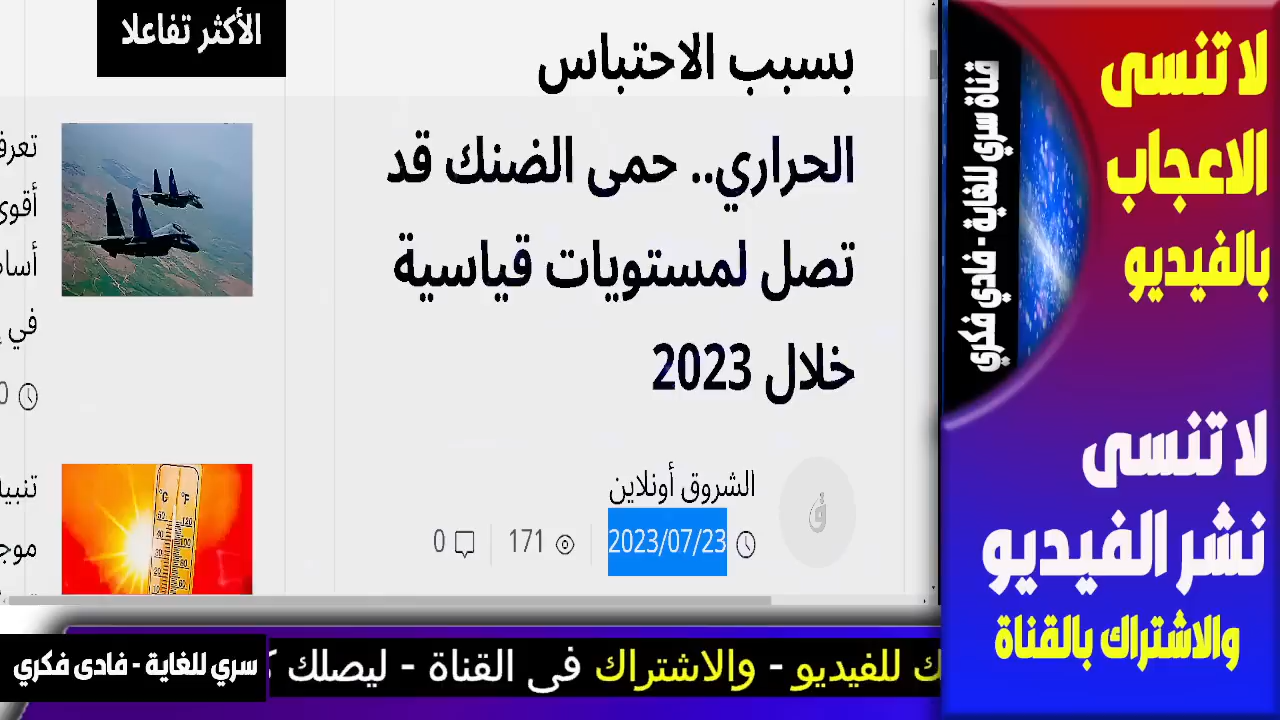 الأكثر تفاعلا
بسبب الاحتباس
الحراري.. حمى الضنك قد
تصل لمستويات قياسية
خلال 2023
الشروق أونلاين
2023/07/23
171
0
أقوى
في
لا تنسى
الاعجاب
بالفيديو
قناة سري للغاية - فادي فكري
لا تنسى
نشر الفيديو
والاشتراك بالقناة
ك للفيديو - والاشتراك فى القناة - ليصلك
سري للغاية - فادى فكري